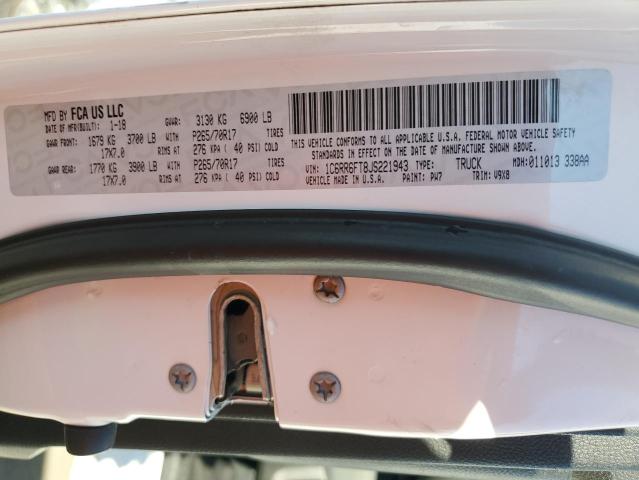 MFD BY FCA US LLC
DATE OF MFR(BUILT): 1-18 GVWR: 3130 KG 6900 LB
GAWR FRONT: 1679 KG 3700 LB WITH P265/70R17 TIRES
17X7.0 RIMS AT 276 KPA ( 40 PSI) COLD
GAWR REAR: 1770 KG 3900 LB WITH P265/70R17 TIRES
17X7.0 RIMS AT 276 KPA ( 40 PSI) COLD
THIS VEHICLE CONFORMS TO ALL APPLICABLE U.S.A. FEDERAL MOTOR VEHICLE SAFETY
STANDARDS IN EFFECT ON THE DATE OF MANUFACTURE SHOWN ABOVE.
VIN: 1C6RR6FT8JS221943 TYPE: TRUCK MDH:011013 338AA
MADE IN U.S.A. PAINT: PW7 TRIM: V9X8